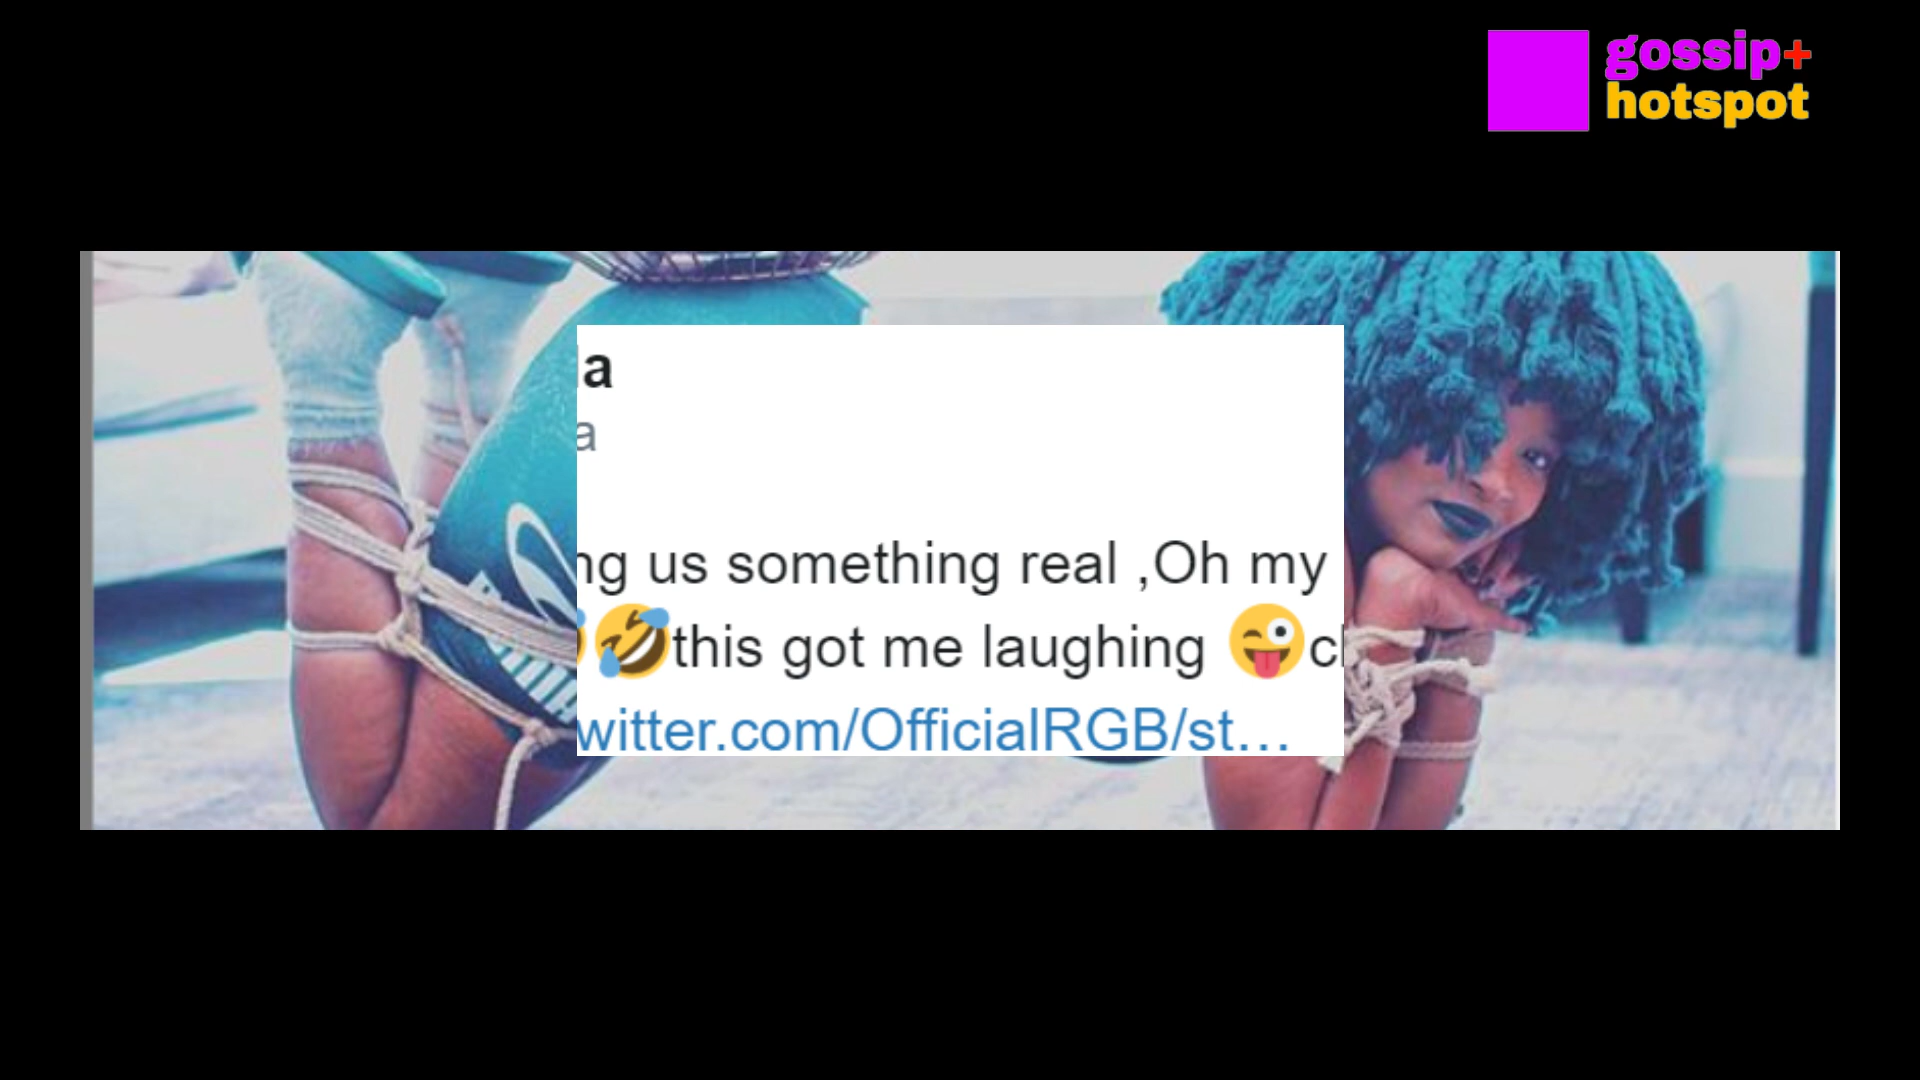 gossip+
hotspot
a
a
ng us something real ,Oh my
🤣this got me laughing 😜
witter.com/OfficialRGB/st…